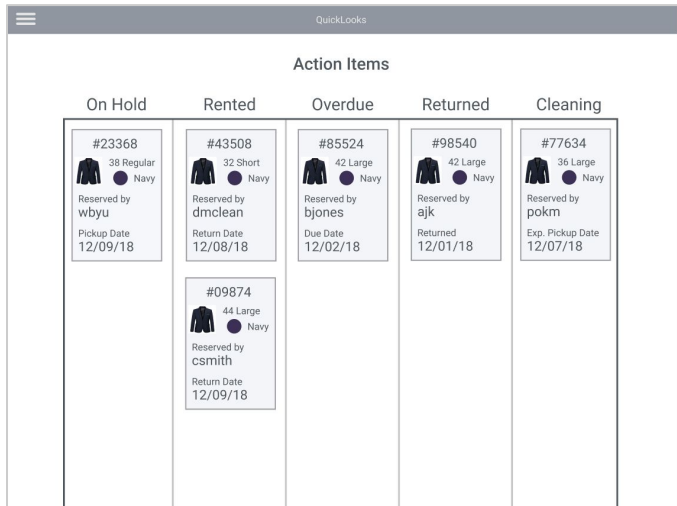 QuickLooks
Action Items
On Hold
Rented
Overdue
Returned
Cleaning
#23368
38 Regular
Navy
Reserved by
wbyu
Pickup Date
12/09/18
#43508
32 Short
Navy
Reserved by
dmclean
Return Date
12/08/18
#09874
44 Large
Navy
Reserved by
csmith
Return Date
12/09/18
#85524
42 Large
Navy
Reserved by
bjones
Due Date
12/02/18
#98540
42 Large
Navy
Reserved by
ajk
Returned
12/01/18
#77634
36 Large
Navy
Reserved by
pokm
Exp. Pickup Date
12/07/18